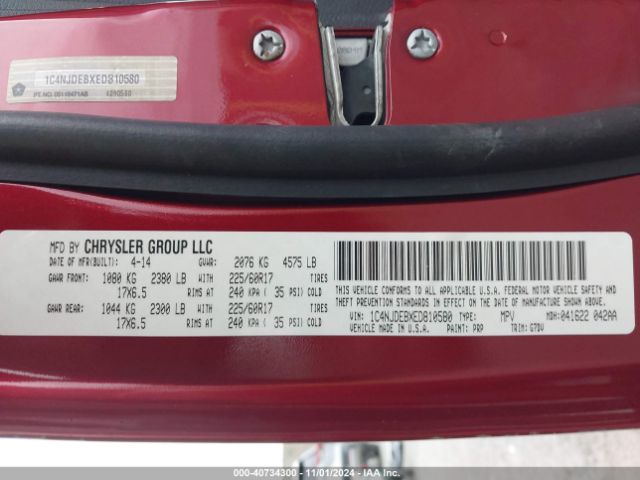 1C4NJDEBXED810580
MFD BY CHRYSLER GROUP LLC
DATE OF MFR(BUILT): 4-14 GVWR: 2076 KG 4575 LB
GAWR FRONT: 1080 KG 2380 LB WITH 225/60R17 TIRES
17X6.5 RIMS AT 240 KPA ( 35 PSI) COLD
GAWR REAR: 1044 KG 2300 LB WITH 225/60R17 TIRES
17X6.5 RIMS AT 240 KPA ( 35 PSI) COLD
THIS VEHICLE CONFORMS TO ALL APPLICABLE U.S.A. FEDERAL MOTOR VEHICLE SAFETY AND
THEFT PREVENTION STANDARDS IN EFFECT ON THE DATE OF MANUFACTURE SHOWN ABOVE.
VIN: 1C4NJDEBXED810580 TYPE: MPV MDH: 041622 042AA
VEHICLE MADE IN U.S.A. PAINT: PRP TRIM: G7DV
000-40734300 - 11/01/2024 - IAA Inc.